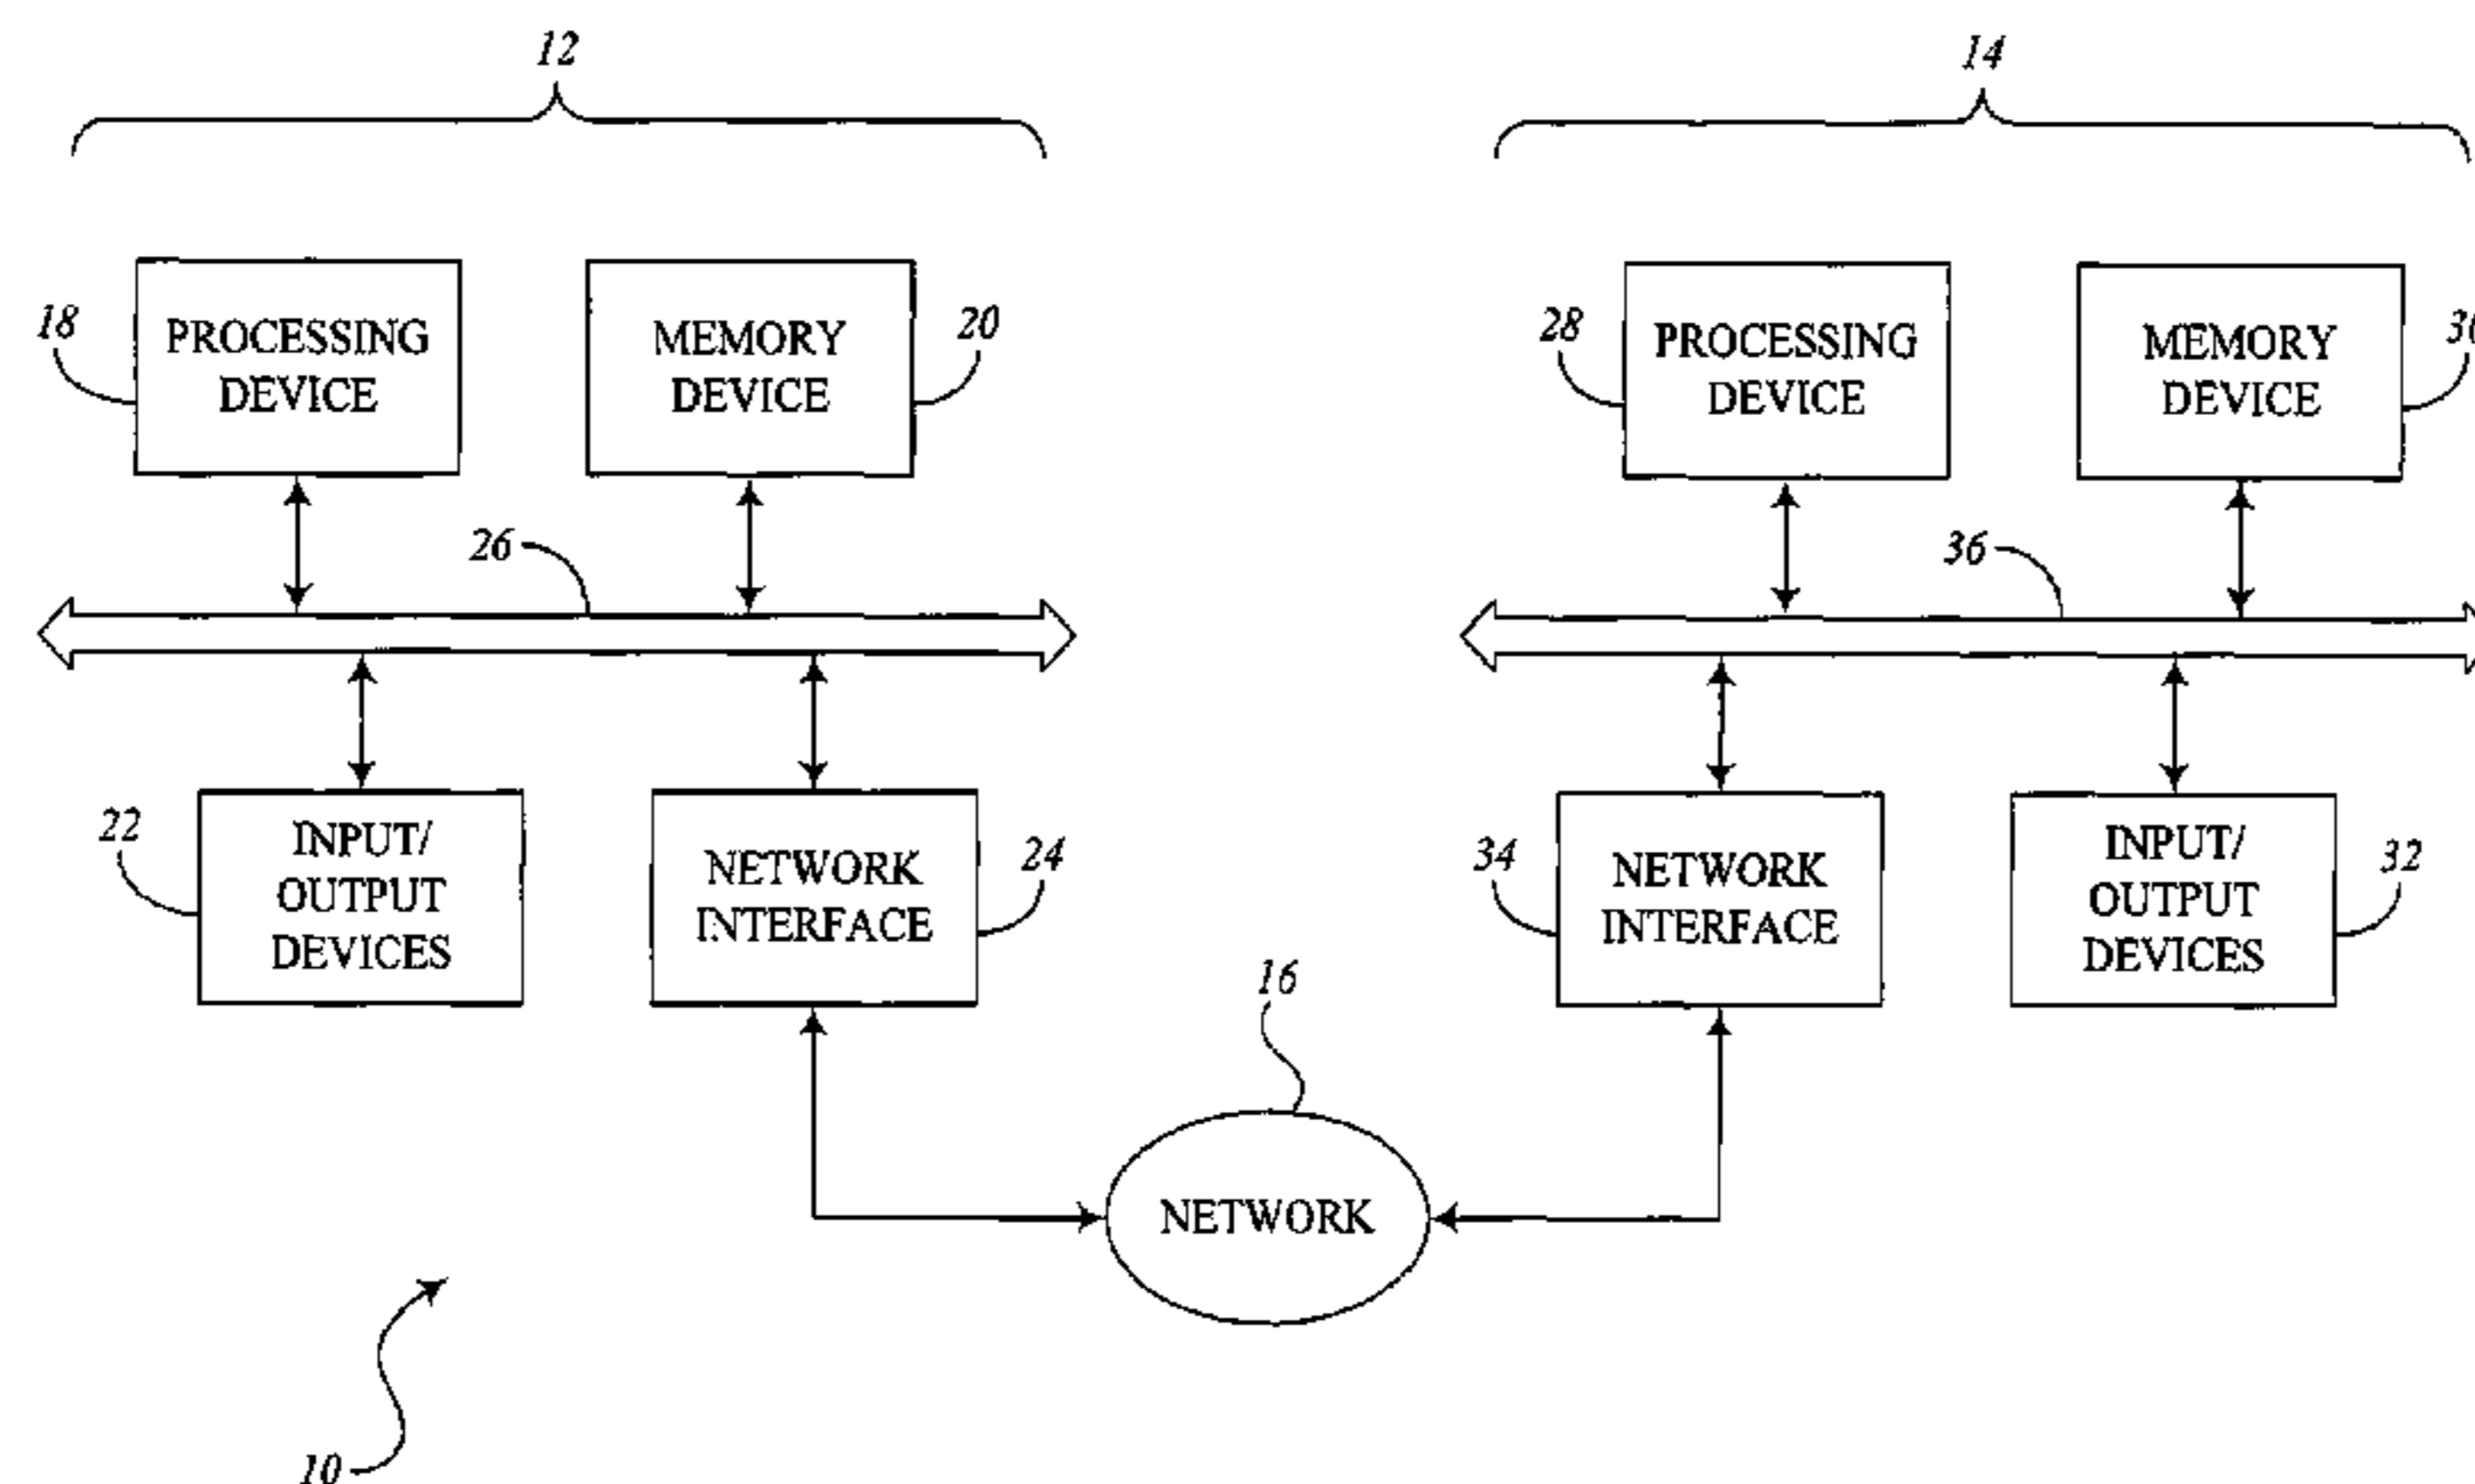 12
14
18
PROCESSING
DEVICE
MEMORY
DEVICE
20
28
PROCESSING
DEVICE
MEMORY
DEVICE
26
36
22
INPUT/
OUTPUT
DEVICES
NETWORK
INTERFACE
24
34
NETWORK
INTERFACE
INPUT/
OUTPUT
DEVICES
32
16
NETWORK
10